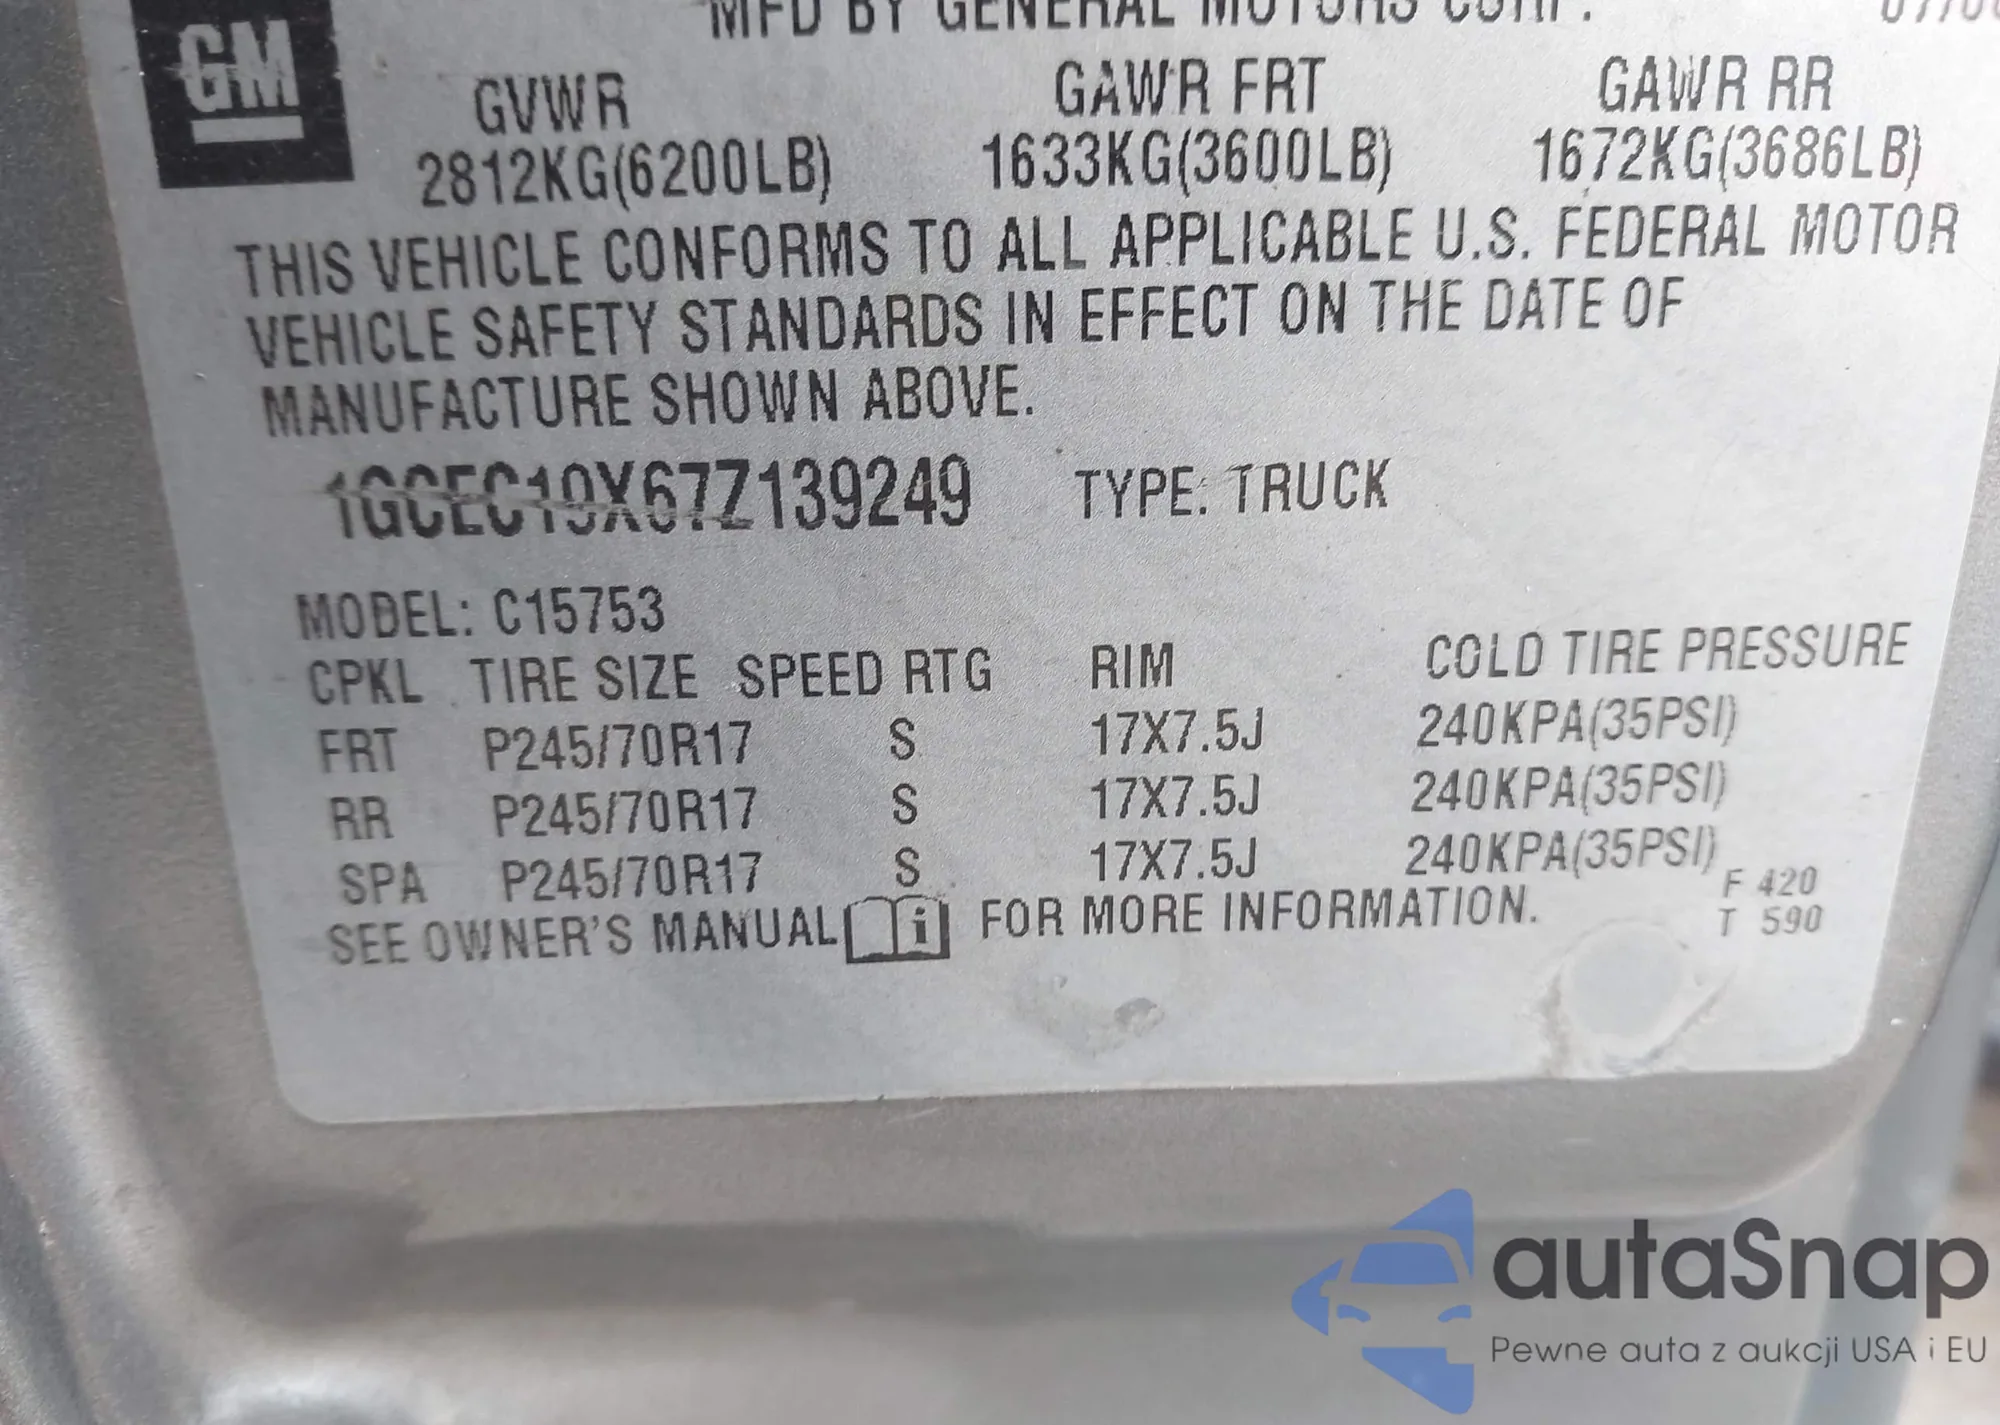 GM
MFD BY GENERAL MOTORS CORP.
GVWR GAWR FRT GAWR RR
2812KG(6200LB) 1633KG(3600LB) 1672KG(3686LB)
THIS VEHICLE CONFORMS TO ALL APPLICABLE U.S. FEDERAL MOTOR
VEHICLE SAFETY STANDARDS IN EFFECT ON THE DATE OF
MANUFACTURE SHOWN ABOVE.
1GCEC19X67Z139249 TYPE: TRUCK
MODEL: C15753
CPKL TIRE SIZE SPEED RTG RIM COLD TIRE PRESSURE
FRT P245/70R17 S 17X7.5J 240KPA(35PSI)
RR P245/70R17 S 17X7.5J 240KPA(35PSI)
SPA P245/70R17 S 17X7.5J 240KPA(35PSI)
F 420
SEE OWNER'S MANUAL i FOR MORE INFORMATION. T 590
autaSnap
Pewne auta z aukcji USA i EU